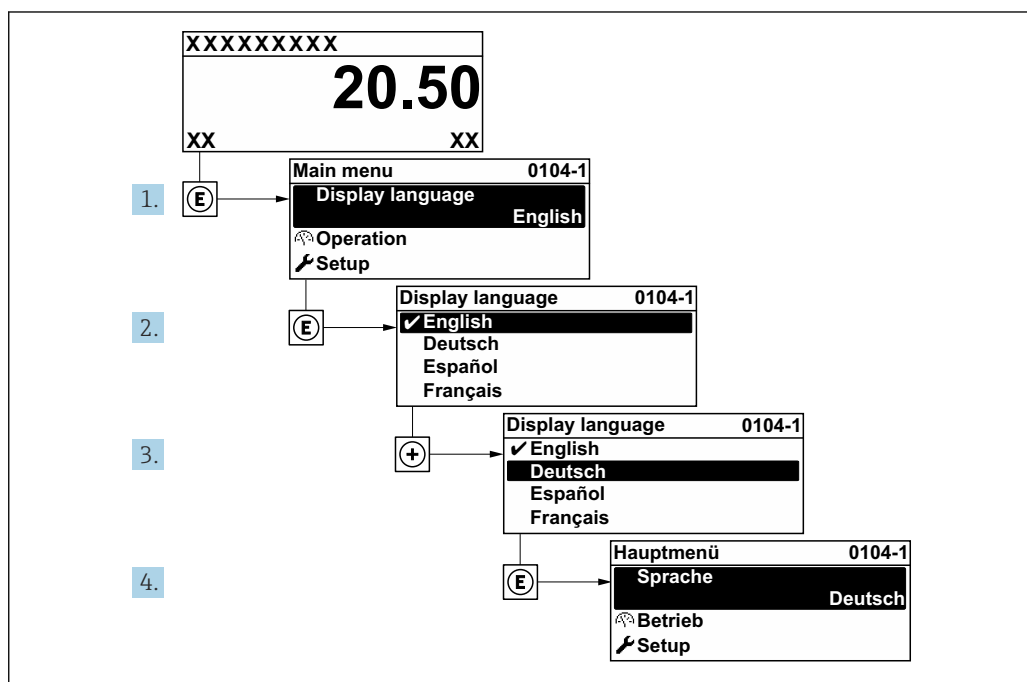 XXXXXXXXX
20.50
XX XX
1. E Main menu 0104-1
Display language
English
Operation
Setup
2. E Display language 0104-1
✔English
Deutsch
Español
Français
3. + Display language 0104-1
✔English
Deutsch
Español
Français
4. E Hauptmenü 0104-1
Sprache
Deutsch
Betrieb
Setup